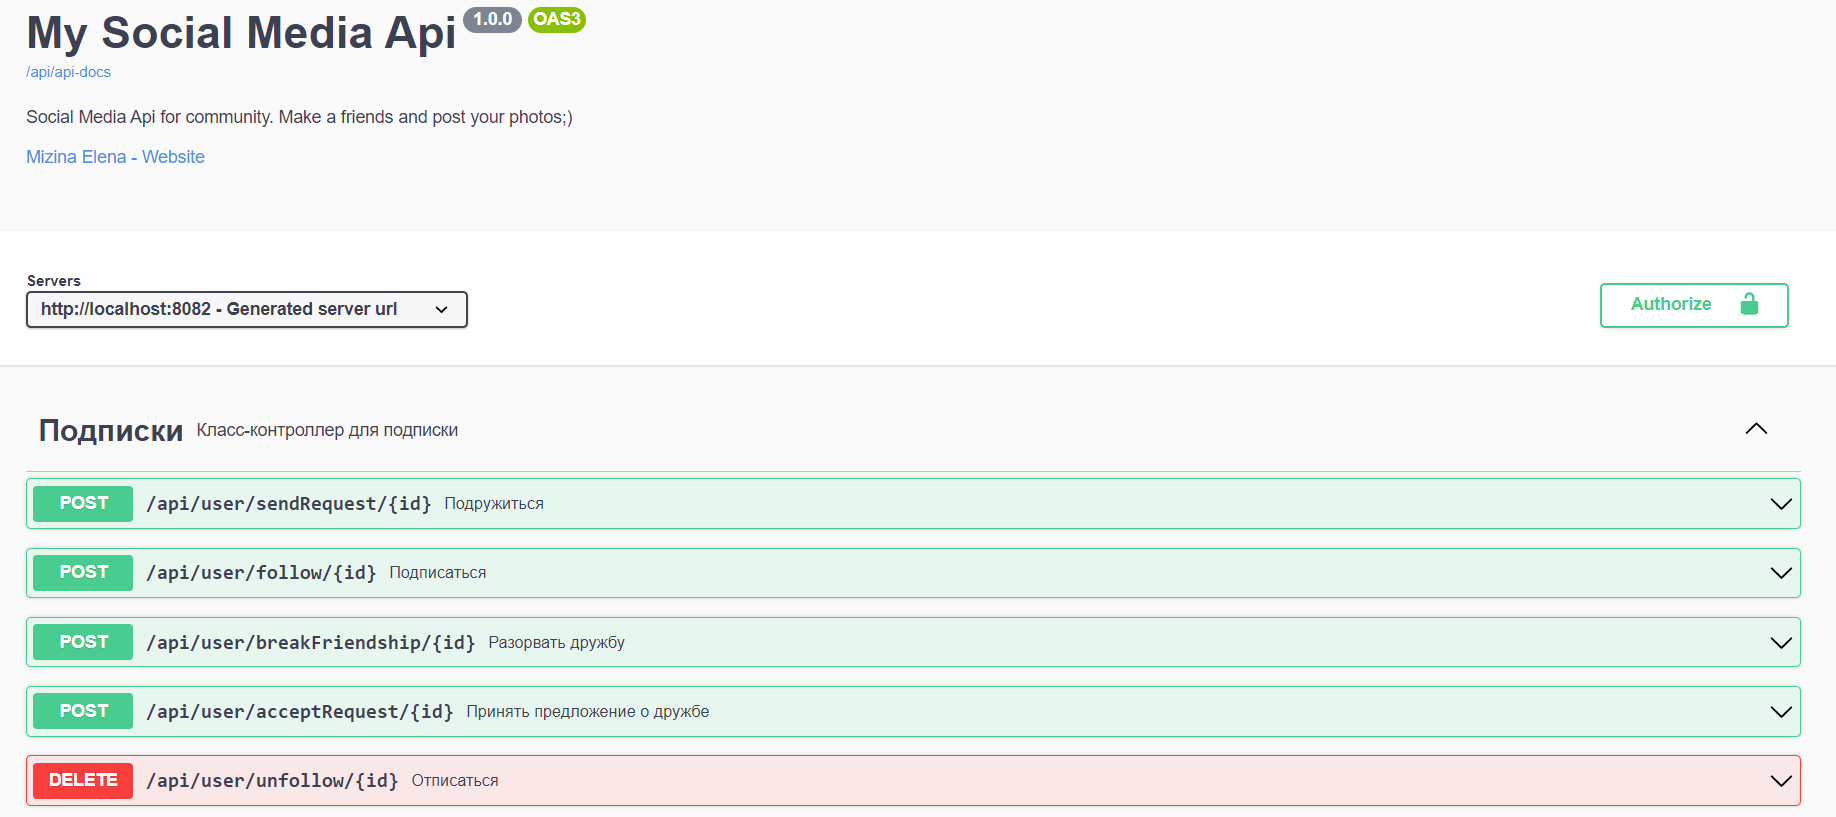 My Social Media Api 1.0.0 OAS3
/api/api-docs
Social Media Api for community. Make a friends and post your photos;)
Mizina Elena - Website
Servers
http://localhost:8082 - Generated server url
Authorize
Подписки Класс-контроллер для подписки
POST /api/user/sendRequest/{id} Подружиться
POST /api/user/follow/{id} Подписаться
POST /api/user/breakFriendship/{id} Разорвать дружбу
POST /api/user/acceptRequest/{id} Принять предложение о дружбе
DELETE /api/user/unfollow/{id} Отписаться